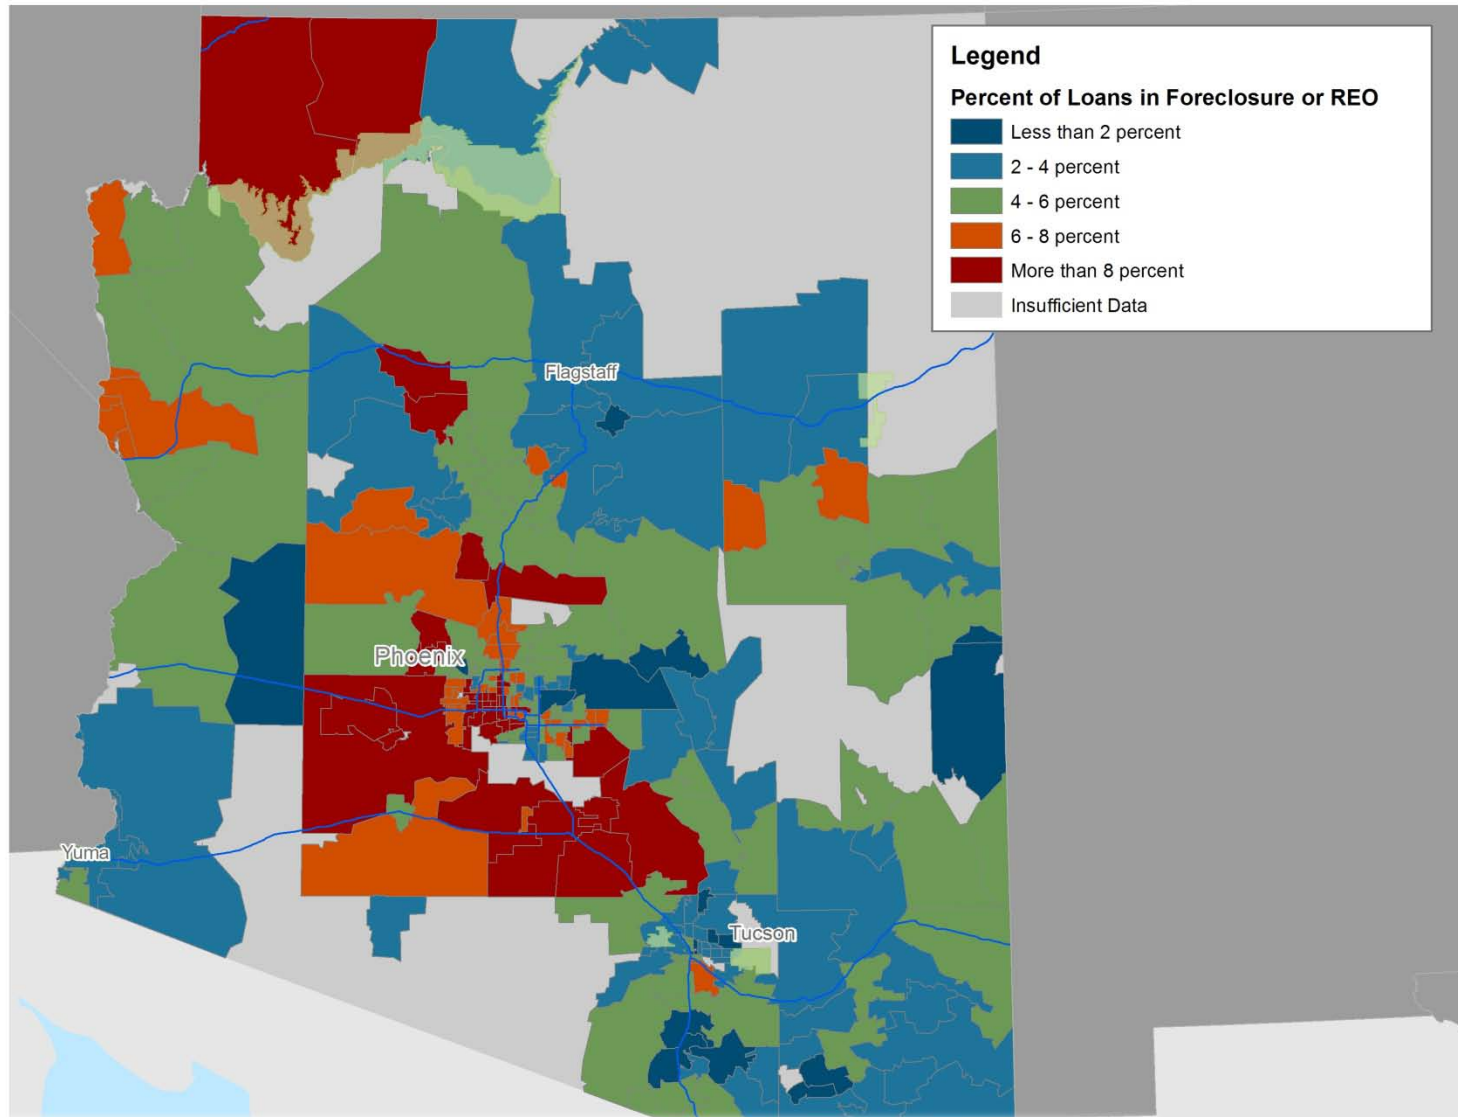 Legend
Percent of Loans in Foreclosure or REO
Less than 2 percent
2 - 4 percent
4 - 6 percent
6 - 8 percent
More than 8 percent
Insufficient Data
Flagstaff
Phoenix
Yuma
Tucson